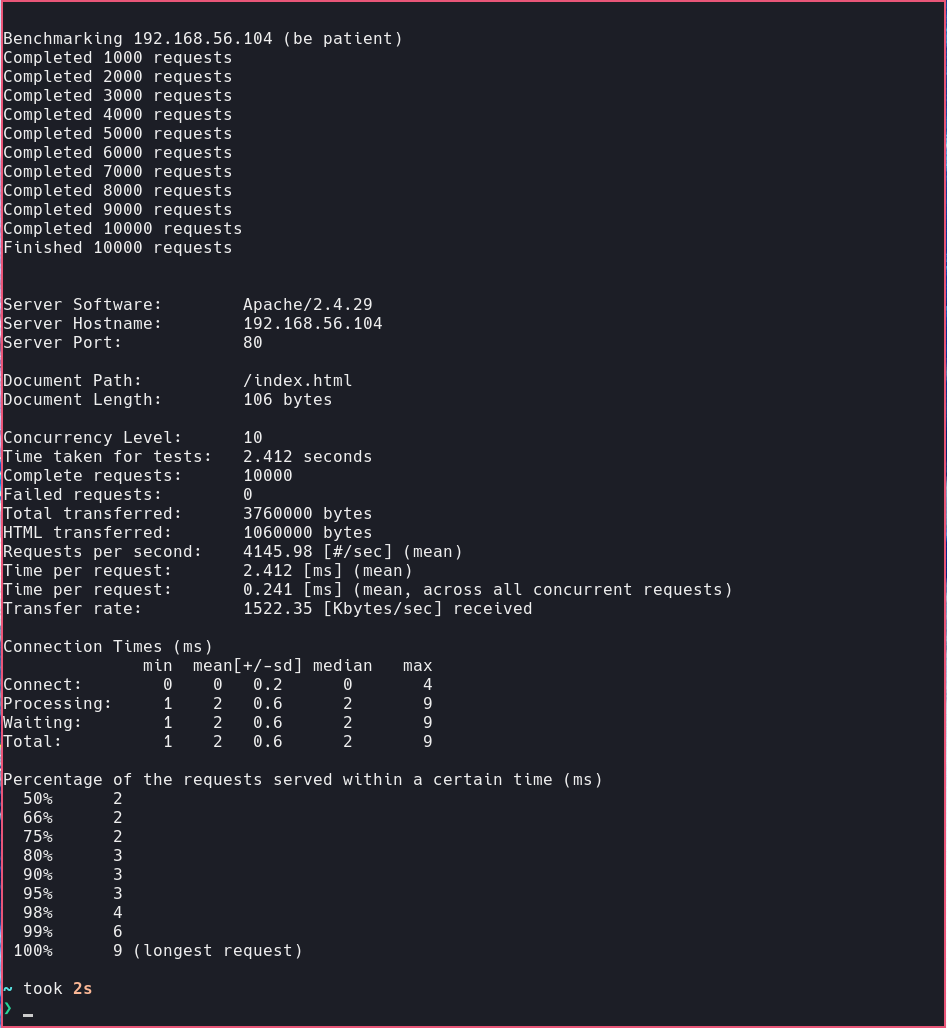 Benchmarking 192.168.56.104 (be patient)
Completed 1000 requests
Completed 2000 requests
Completed 3000 requests
Completed 4000 requests
Completed 5000 requests
Completed 6000 requests
Completed 7000 requests
Completed 8000 requests
Completed 9000 requests
Completed 10000 requests
Finished 10000 requests
Server Software:        Apache/2.4.29
Server Hostname:        192.168.56.104
Server Port:            80
Document Path:          /index.html
Document Length:        106 bytes
Concurrency Level:      10
Time taken for tests:   2.412 seconds
Complete requests:      10000
Failed requests:        0
Total transferred:      3760000 bytes
HTML transferred:       1060000 bytes
Requests per second:    4145.98 [#/sec] (mean)
Time per request:       2.412 [ms] (mean)
Time per request:       0.241 [ms] (mean, across all concurrent requests)
Transfer rate:          1522.35 [Kbytes/sec] received
Connection Times (ms)
              min  mean[+/-sd] median   max
Connect:        0    0   0.2      0       4
Processing:     1    2   0.6      2       9
Waiting:        1    2   0.6      2       9
Total:          1    2   0.6      2       9
Percentage of the requests served within a certain time (ms)
  50%      2
  66%      2
  75%      2
  80%      3
  90%      3
  95%      3
  98%      4
  99%      6
 100%      9 (longest request)
~ took 2s
❯ _